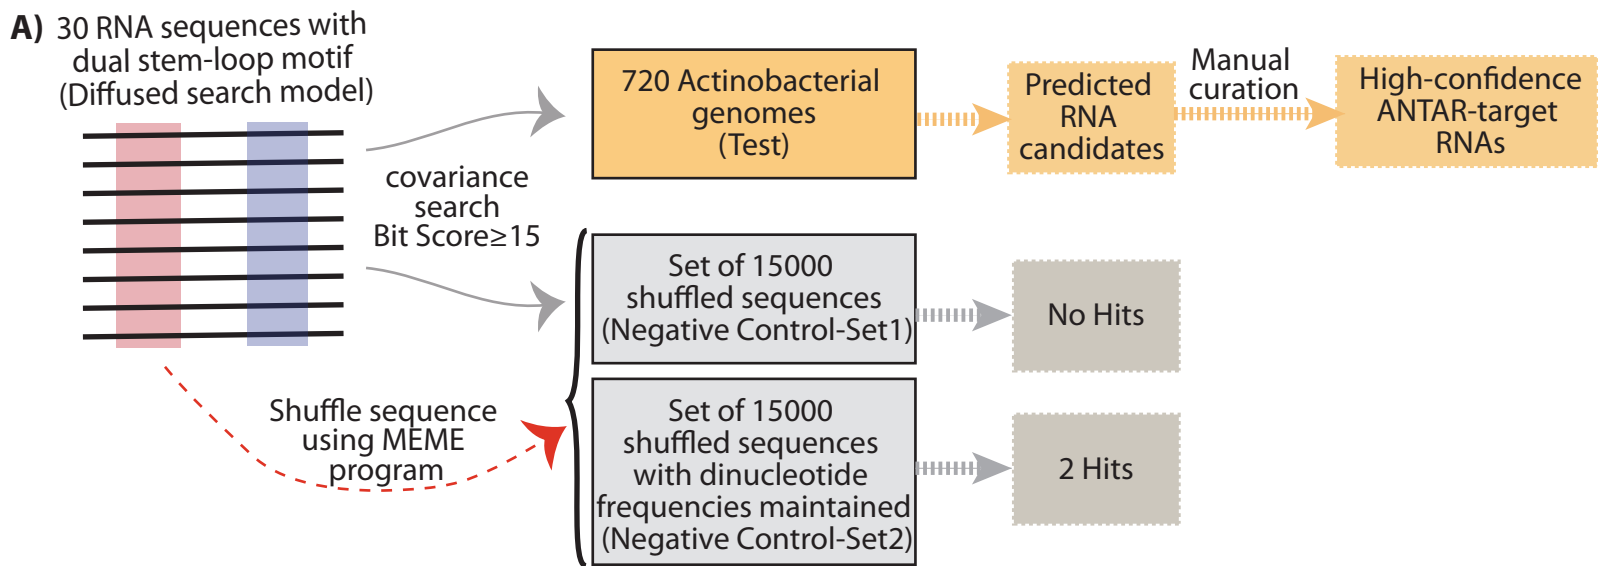 A) 30 RNA sequences with
dual stem-loop motif
(Diffused search model)
covariance
search
Bit Score≥15
Shuffle sequence
using MEME
program
720 Actinobacterial
genomes
(Test)
Predicted
RNA
candidates
Manual
curation
High-confidence
ANTAR-target
RNAs
Set of 15000
shuffled sequences
(Negative Control-Set1)
No Hits
Set of 15000
shuffled sequences
with dinucleotide
frequencies maintained
(Negative Control-Set2)
2 Hits